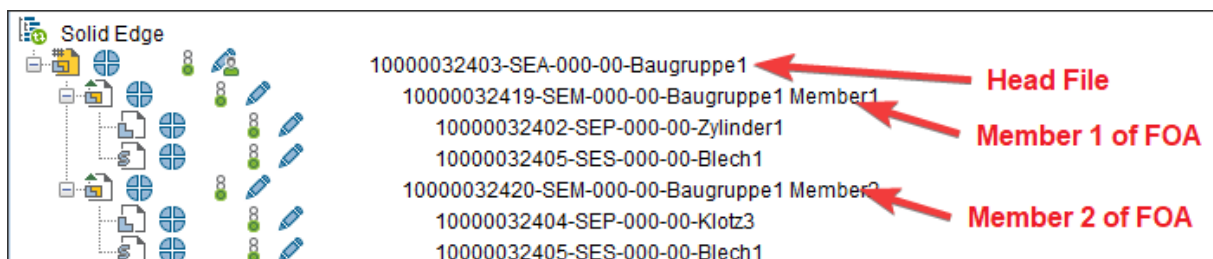 Solid Edge
10000032403-SEA-000-00-Baugruppe1
Head File
10000032419-SEM-000-00-Baugruppe1 Member1
10000032402-SEP-000-00-Zylinder1
Member 1 of FOA
10000032405-SES-000-00-Blech1
10000032420-SEM-000-00-Baugruppe1 Member2
10000032404-SEP-000-00-Klotz3
Member 2 of FOA
10000032405-SES-000-00-Blech1